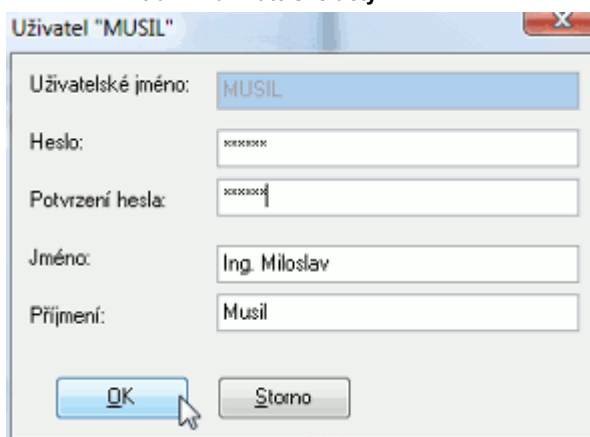 Uživatel "MUSIL"
Uživatelské jméno: MUSIL
Heslo: ******
Potvrzení hesla: ******
Jméno: Ing. Miloslav
Příjmení: Musil
OK Storno